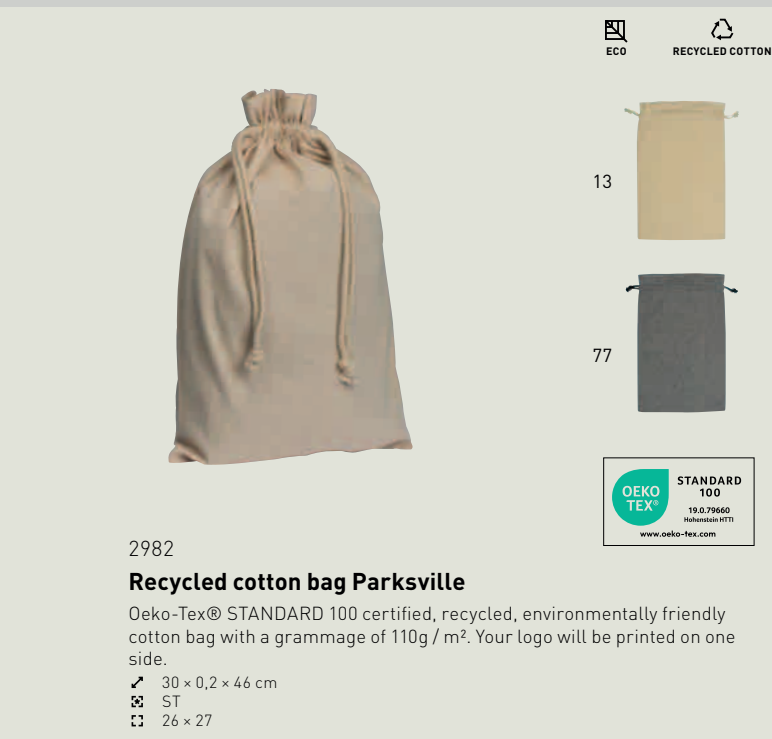 ECO
RECYCLED COTTON
13
77
OEKO
TEX®
STANDARD
100
19.0.79660
Hohenstein HTTI
www.oeko-tex.com
2982
Recycled cotton bag Parksville
Oeko-Tex® STANDARD 100 certified, recycled, environmentally friendly
cotton bag with a grammage of 110g / m². Your logo will be printed on one
side.
30 × 0,2 × 46 cm
ST
26 × 27